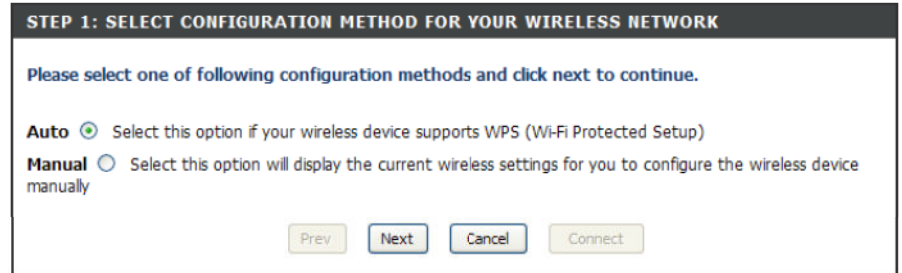 STEP 1: SELECT CONFIGURATION METHOD FOR YOUR WIRELESS NETWORK
Please select one of following configuration methods and click next to continue.
Auto Select this option if your wireless device supports WPS (Wi-Fi Protected Setup)
Manual Select this option will display the current wireless settings for you to configure the wireless device
manually
Prev Next Cancel Connect